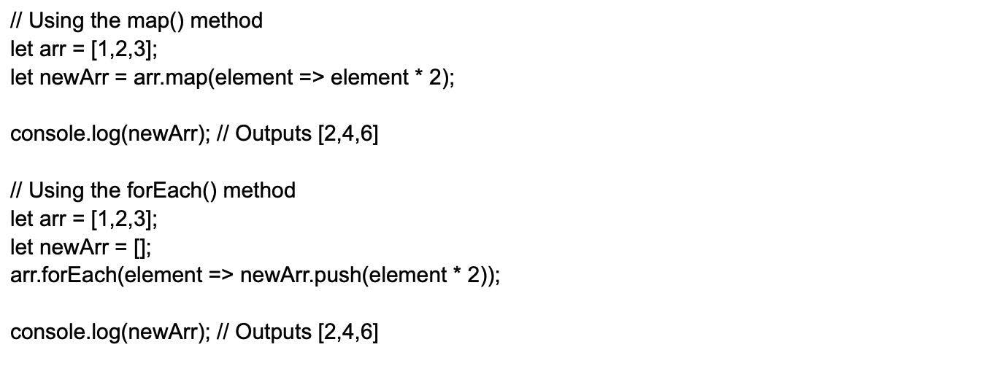 // Using the map() method
let arr = [1,2,3];
let newArr = arr.map(element => element * 2);
console.log(newArr); // Outputs [2,4,6]
// Using the forEach() method
let arr = [1,2,3];
let newArr = [];
arr.forEach(element => newArr.push(element * 2));
console.log(newArr); // Outputs [2,4,6]